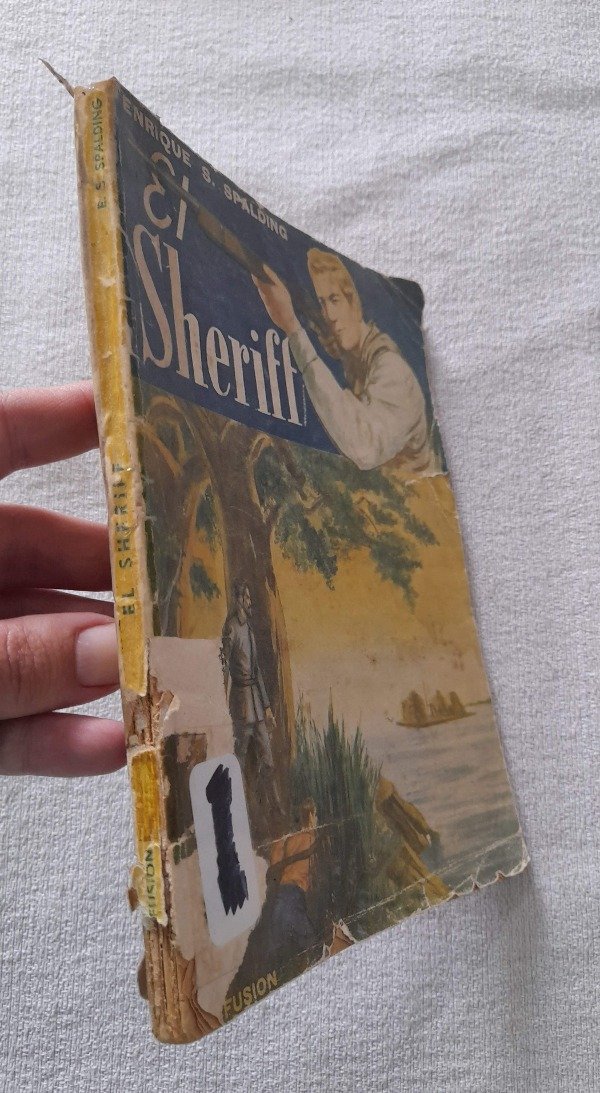 E. S. SPALDING
EL SHERIFF
FUSION
ENRIQUE S. SPALDING
El
Sheriff
FUSION